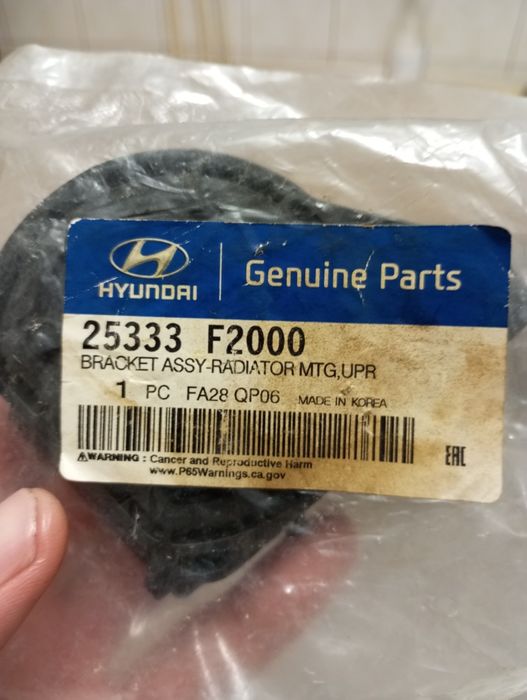 HYUNDAI
Genuine Parts
25333 F2000
BRACKET ASSY-RADIATOR MTG,UPR
1 PC FA28 QP06 MADE IN KOREA
⚠WARNING : Cancer and Reproductive Harm
www.P65Warnings.ca.gov
EAC